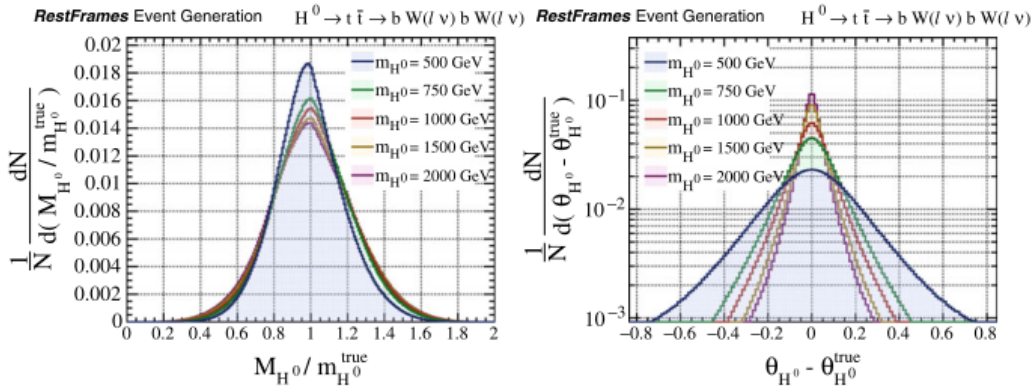 RestFrames Event Generation
H⁰ → t t̄ → b W(l ν) b W(l ν)
0.02
0.018
0.016
0.014
0.012
0.01
0.008
0.006
0.004
0.002
0
1/N dN / d( M_H⁰ / m_H⁰^true )
m_H⁰ = 500 GeV
m_H⁰ = 750 GeV
m_H⁰ = 1000 GeV
m_H⁰ = 1500 GeV
m_H⁰ = 2000 GeV
0 0.2 0.4 0.6 0.8 1 1.2 1.4 1.6 1.8 2
M_H⁰ / m_H⁰^true
RestFrames Event Generation
H⁰ → t t̄ → b W(l ν) b W(l ν)
10⁻¹
10⁻²
10⁻³
1/N dN / d( θ_H⁰ - θ_H⁰^true )
m_H⁰ = 500 GeV
m_H⁰ = 750 GeV
m_H⁰ = 1000 GeV
m_H⁰ = 1500 GeV
m_H⁰ = 2000 GeV
−0.8 −0.6 −0.4 −0.2 0 0.2 0.4 0.6 0.8
θ_H⁰ - θ_H⁰^true